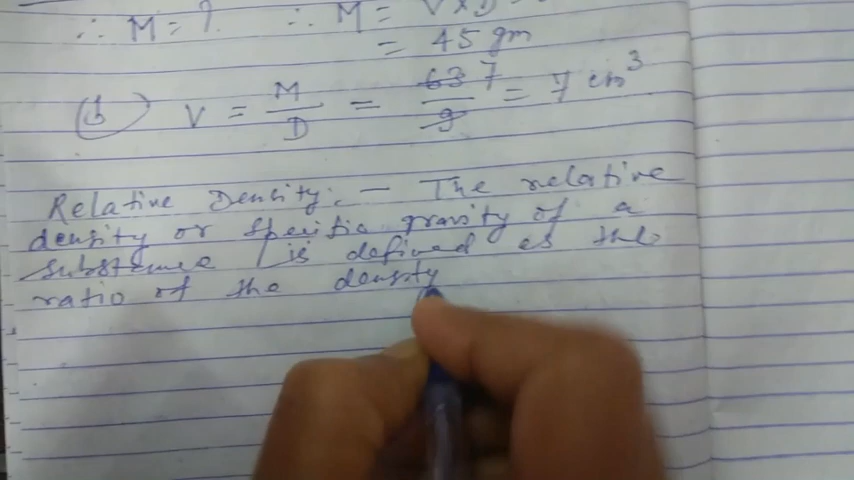 ∴ M = ? ∴ M = V x D
= 45 gm
(b) V = M/D = 63/9 7 = 7 cm³
Relative Density. - The relative
density or specific gravity of a
substance is defined as the
ratio of the density